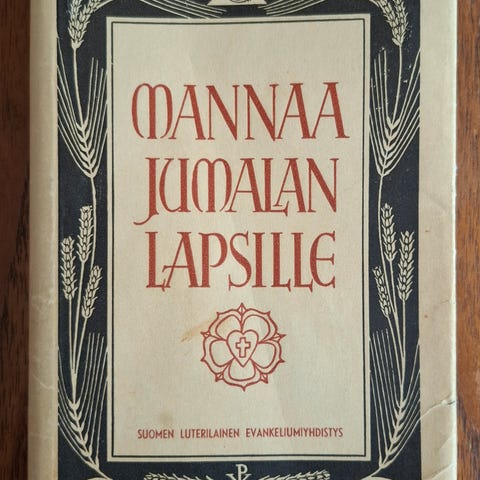 MANNAA
JUMALAN
LAPSILLE
SUOMEN LUTERILAINEN EVANKELIUMIYHDISTYS